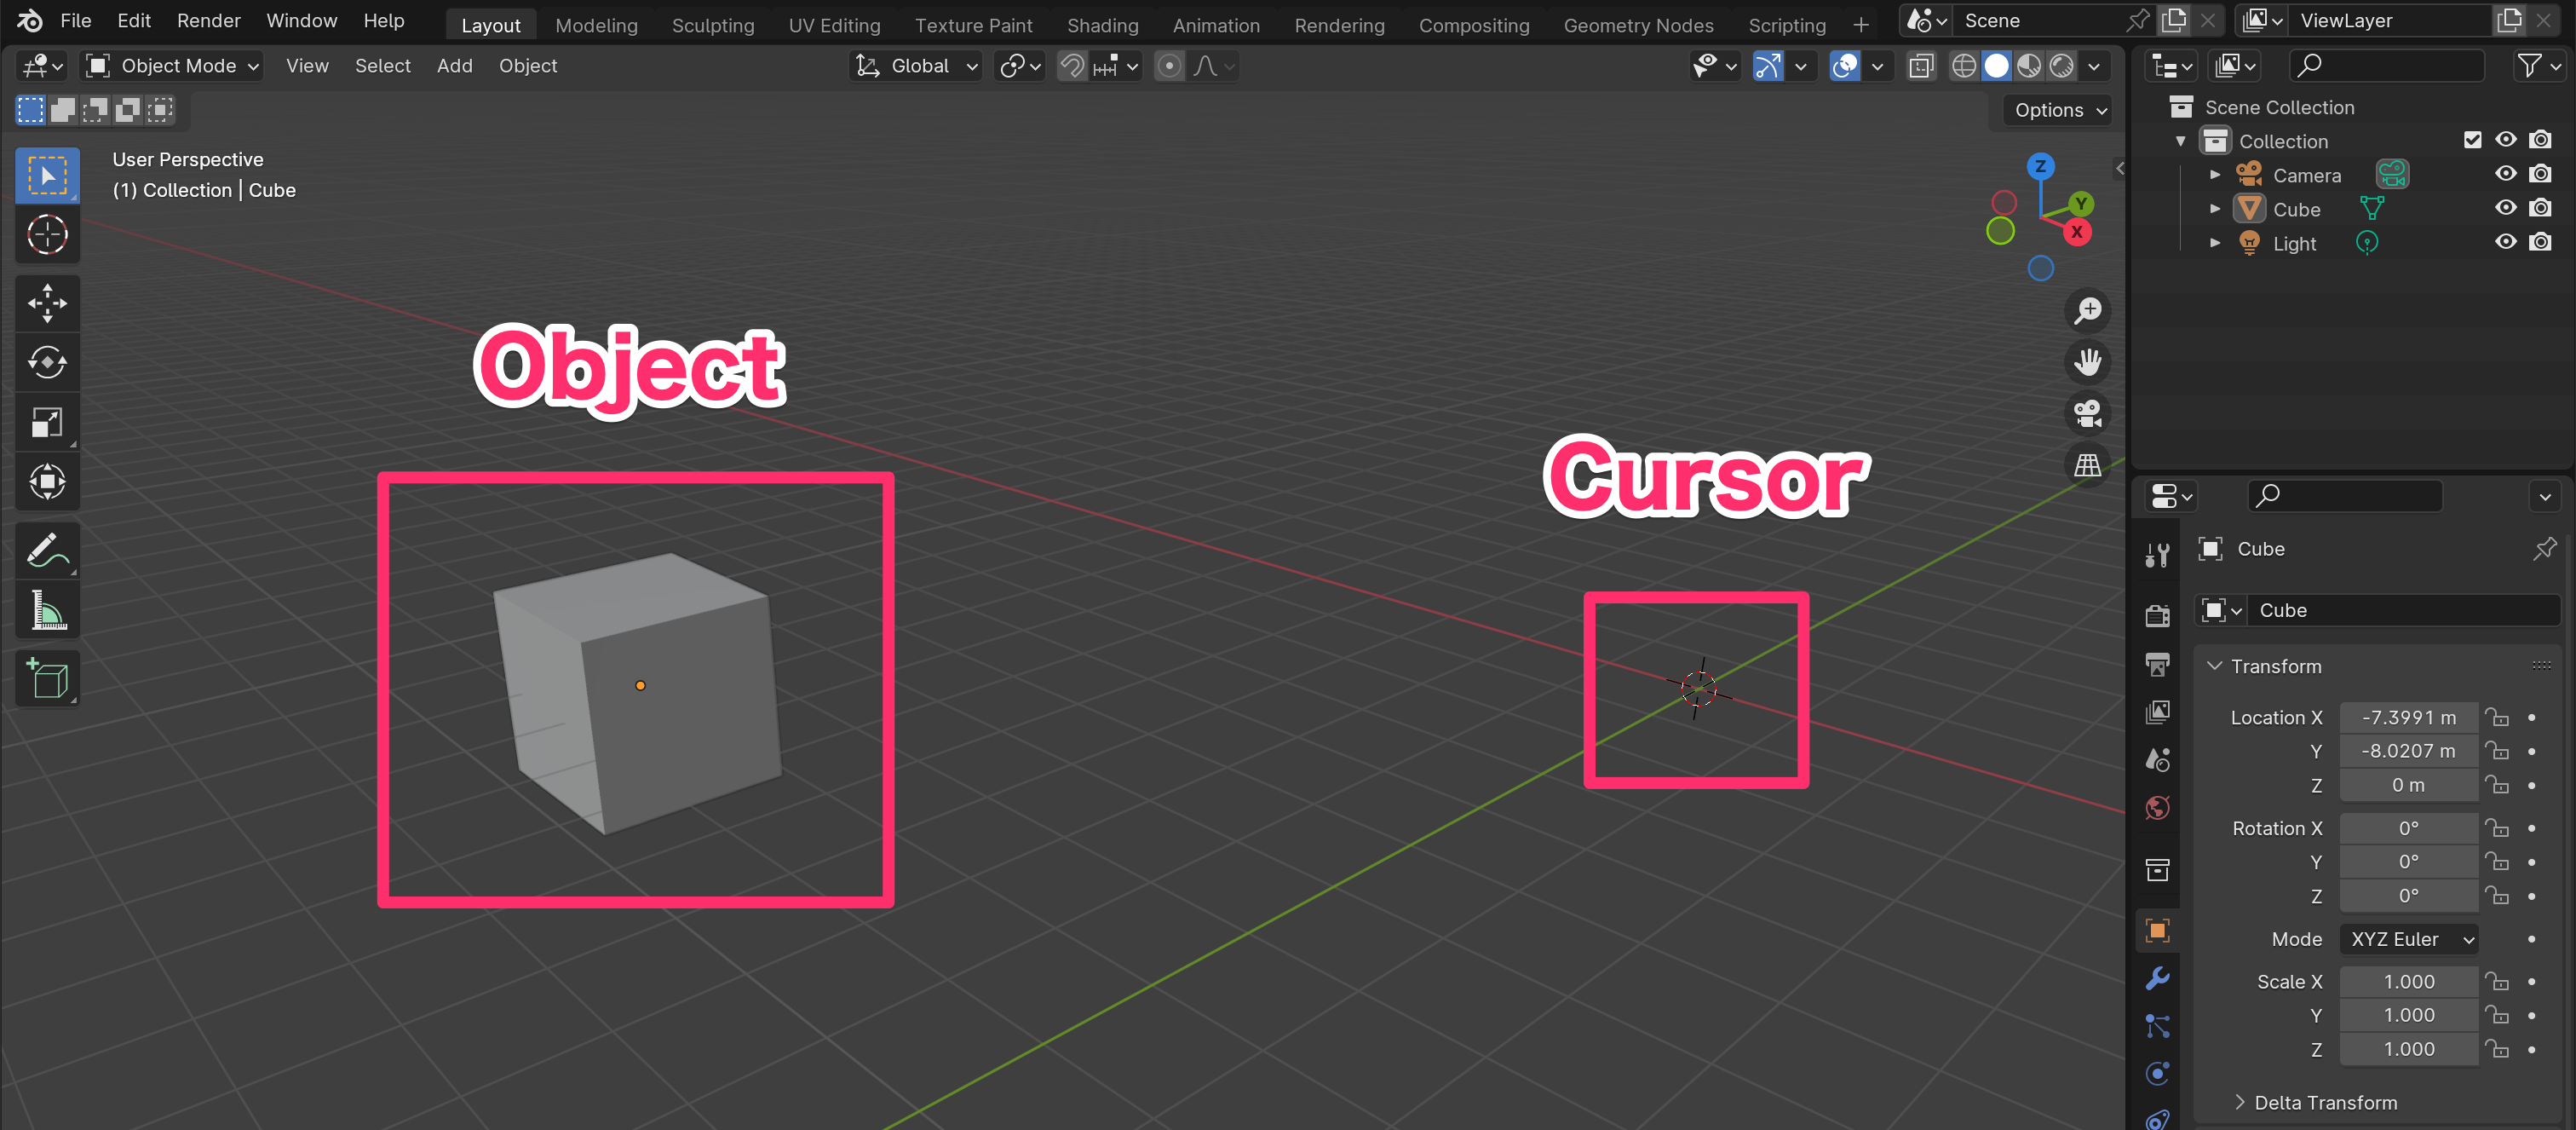 File Edit Render Window Help Layout Modeling Sculpting UV Editing Texture Paint Shading Animation Rendering Compositing Geometry Nodes Scripting + Scene ViewLayer
Object Mode View Select Add Object Global
Options
User Perspective
(1) Collection | Cube
Z
Y
X
Object
Cursor
Scene Collection
Collection
Camera
Cube
Light
Cube
Cube
Transform
Location X -7.3991 m
Y -8.0207 m
Z 0 m
Rotation X 0°
Y 0°
Z 0°
Mode XYZ Euler
Scale X 1.000
Y 1.000
Z 1.000
Delta Transform